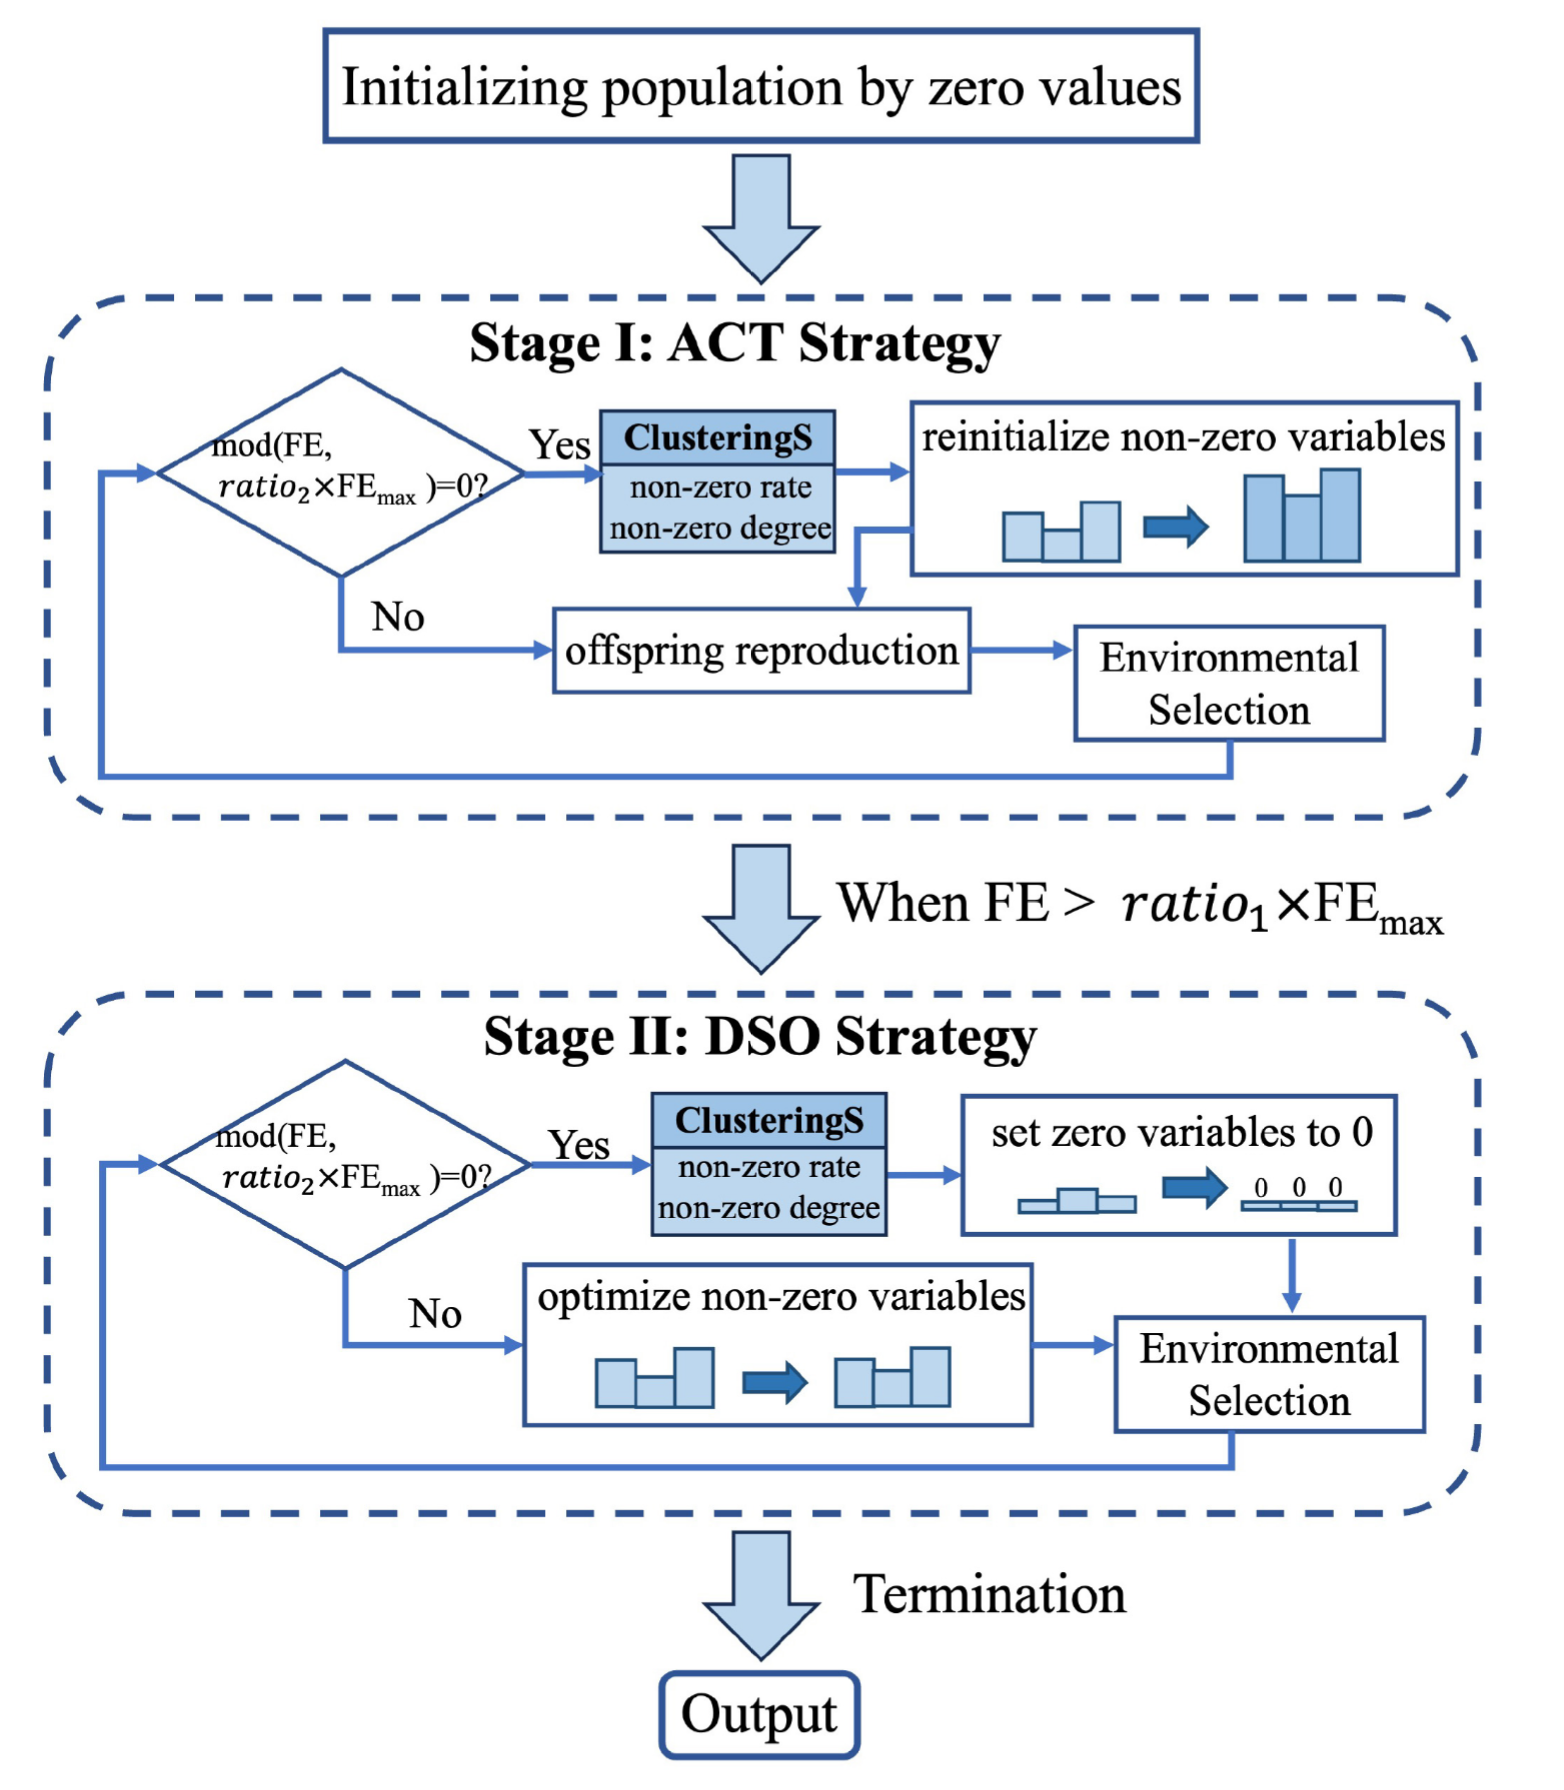 Initializing population by zero values
Stage I: ACT Strategy
mod(FE,
ratio₂×FEmax )=0?
Yes
ClusteringS
non-zero rate
non-zero degree
reinitialize non-zero variables
No
offspring reproduction
Environmental
Selection
When FE > ratio₁×FEmax
Stage II: DSO Strategy
mod(FE,
ratio₂×FEmax )=0?
Yes
ClusteringS
non-zero rate
non-zero degree
set zero variables to 0
0 0 0
No
optimize non-zero variables
Environmental
Selection
Termination
Output